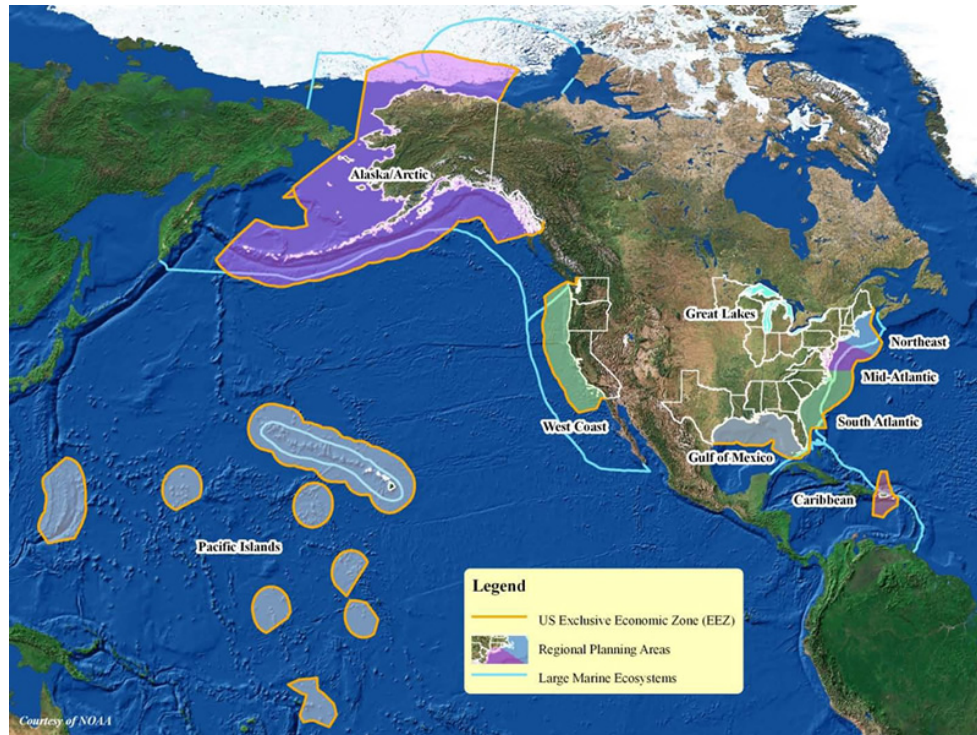 Alaska/Arctic
Great Lakes
Northeast
Mid-Atlantic
West Coast
South Atlantic
Gulf of Mexico
Caribbean
Pacific Islands
Legend
US Exclusive Economic Zone (EEZ)
Regional Planning Areas
Large Marine Ecosystems
Courtesy of NOAA